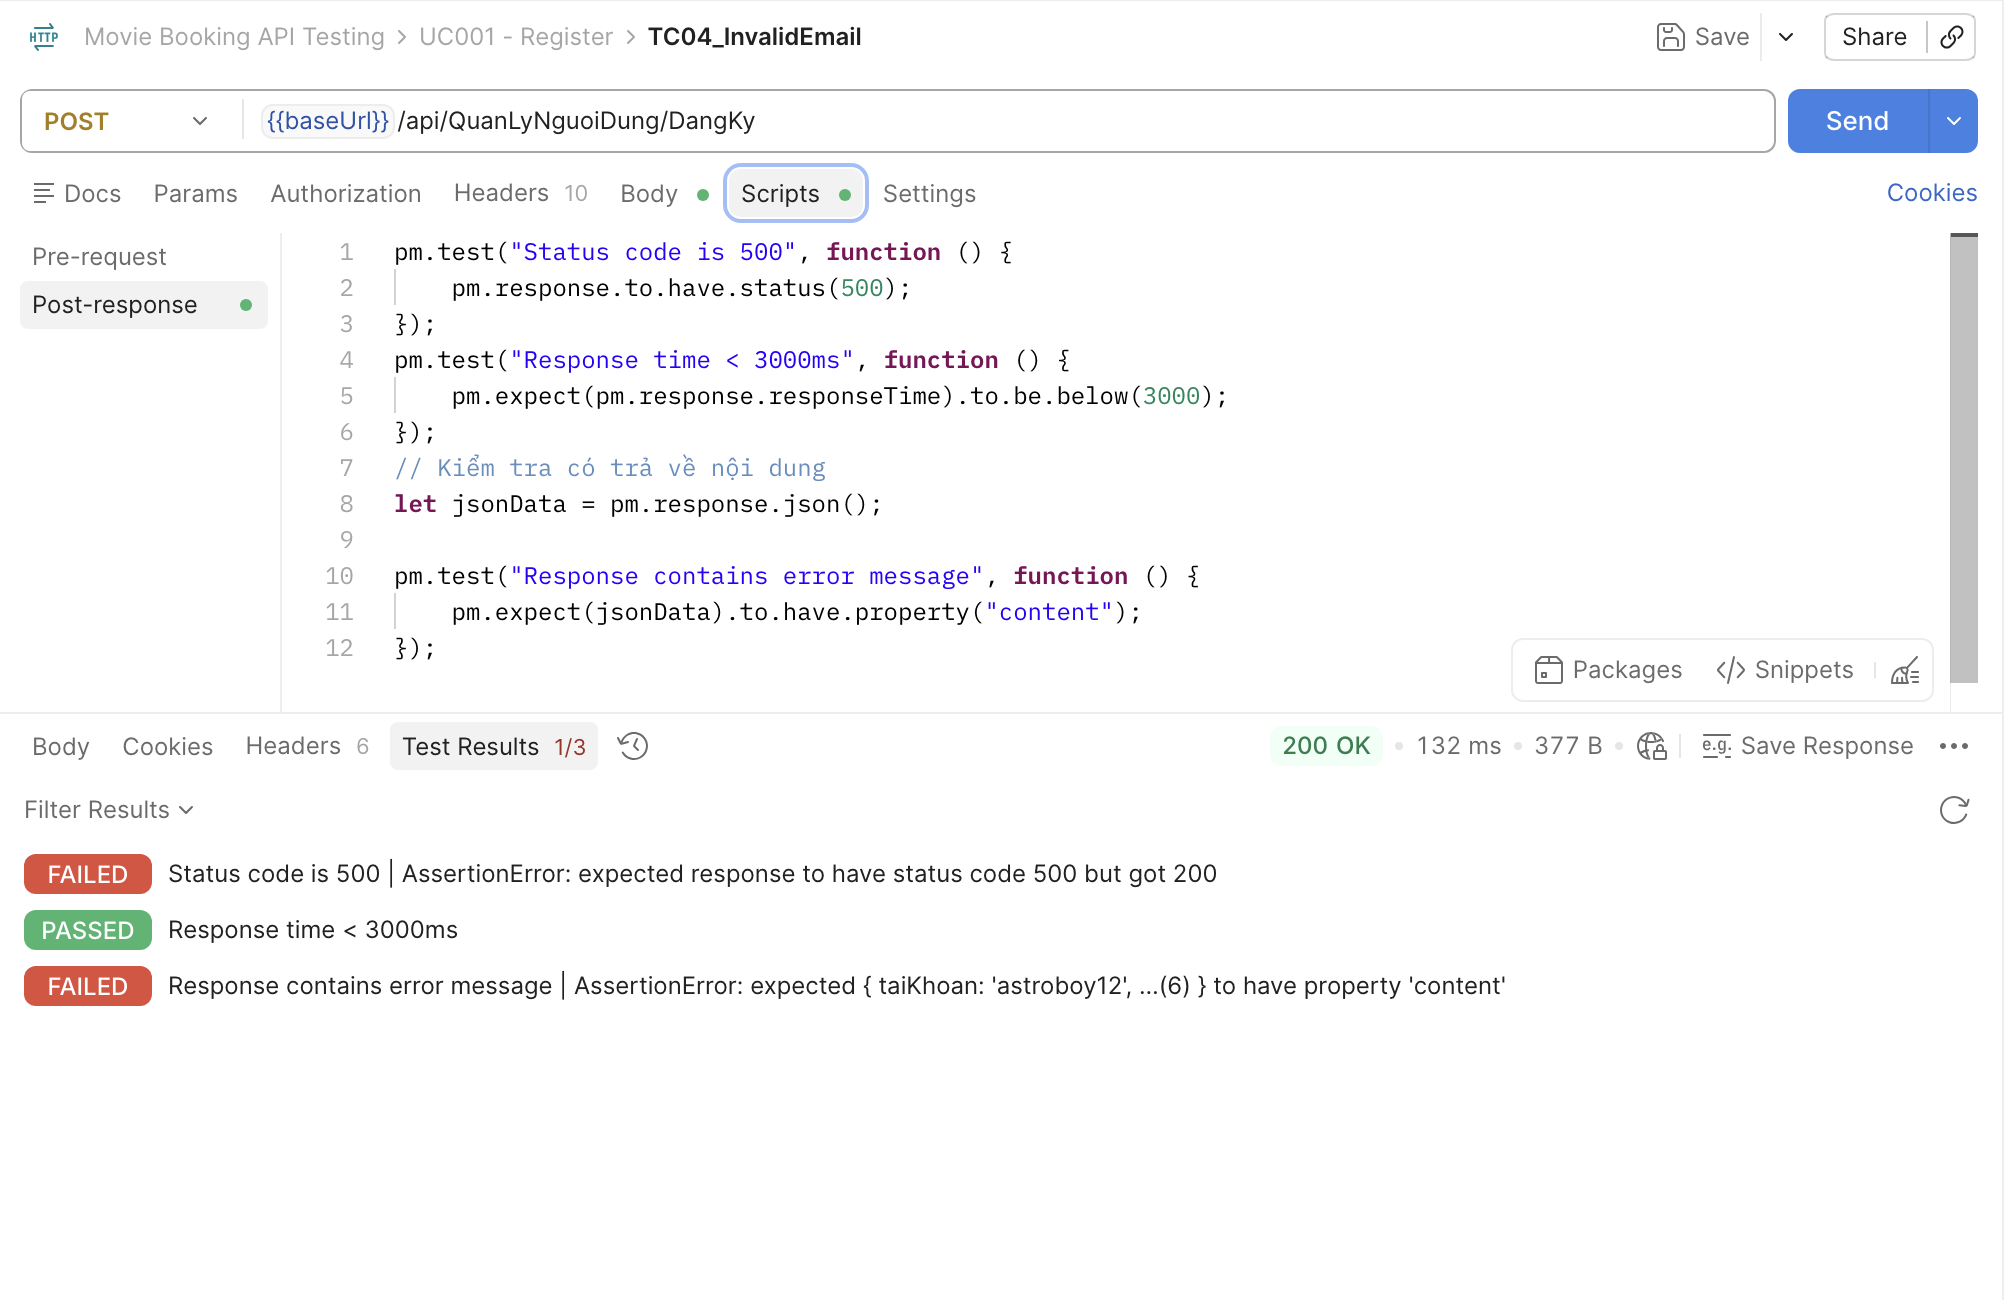 HTTP Movie Booking API Testing > UC001 - Register > TC04_InvalidEmail Save Share
POST {{baseUrl}} /api/QuanLyNguoiDung/DangKy Send
Docs Params Authorization Headers 10 Body Scripts Settings Cookies
Pre-request
Post-response
1 pm.test("Status code is 500", function () {
2 pm.response.to.have.status(500);
3 });
4 pm.test("Response time < 3000ms", function () {
5 pm.expect(pm.response.responseTime).to.be.below(3000);
6 });
7 // Kiểm tra có trả về nội dung
8 let jsonData = pm.response.json();
9
10 pm.test("Response contains error message", function () {
11 pm.expect(jsonData).to.have.property("content");
12 });
Packages </> Snippets
Body Cookies Headers 6 Test Results 1/3 200 OK • 132 ms • 377 B • e.g. Save Response
Filter Results
FAILED Status code is 500 | AssertionError: expected response to have status code 500 but got 200
PASSED Response time < 3000ms
FAILED Response contains error message | AssertionError: expected { taiKhoan: 'astroboy12', ...(6) } to have property 'content'